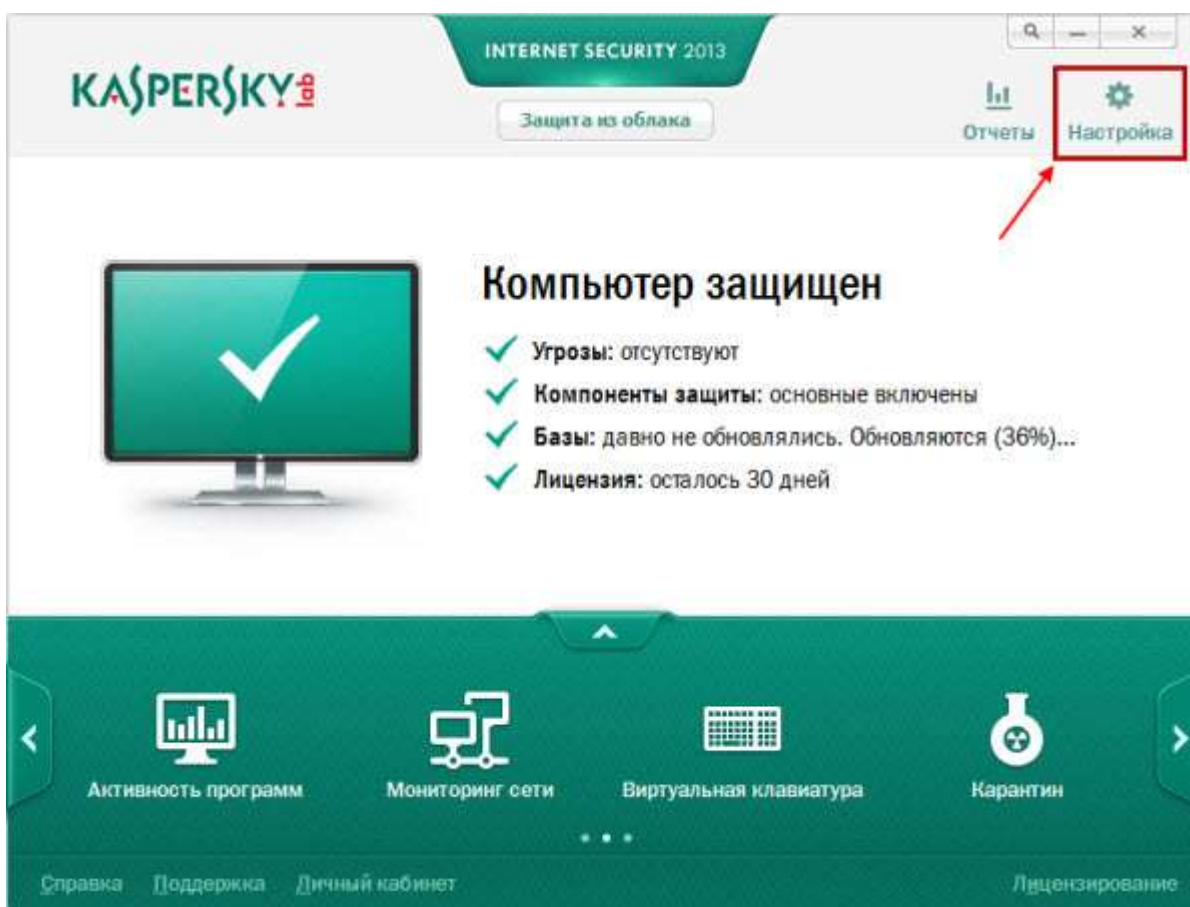 INTERNET SECURITY 2013
KASPERSKY lab
Защита из облака
Отчеты
Настройка
Компьютер защищен
Угрозы: отсутствуют
Компоненты защиты: основные включены
Базы: давно не обновлялись. Обновляются (36%)...
Лицензия: осталось 30 дней
Активность программ
Мониторинг сети
Виртуальная клавиатура
Карантин
Справка
Поддержка
Личный кабинет
Лицензирование